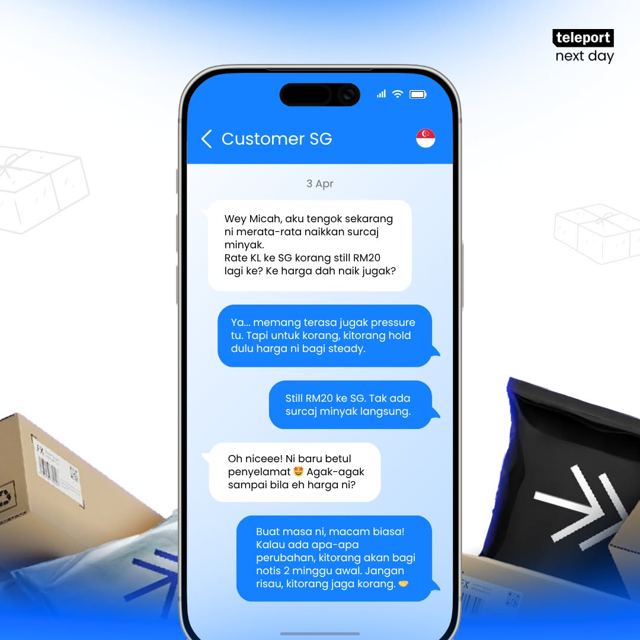 teleport
next day
Customer SG
3 Apr
Wey Micah, aku tengok sekarang
ni merata-rata naikkan surcaj
minyak.
Rate KL ke SG korang still RM20
lagi ke? Ke harga dah naik jugak?
Ya... memang terasa jugak pressure
tu. Tapi untuk korang, kitorang hold
dulu harga ni bagi steady.
Still RM20 ke SG. Tak ada
surcaj minyak langsung.
Oh niceee! Ni baru betul
penyelamat 🤩 Agak-agak
sampai bila eh harga ni?
Buat masa ni, macam biasa!
Kalau ada apa-apa
perubahan, kitorang akan bagi
notis 2 minggu awal. Jangan
risau, kitorang jaga korang. 🤝